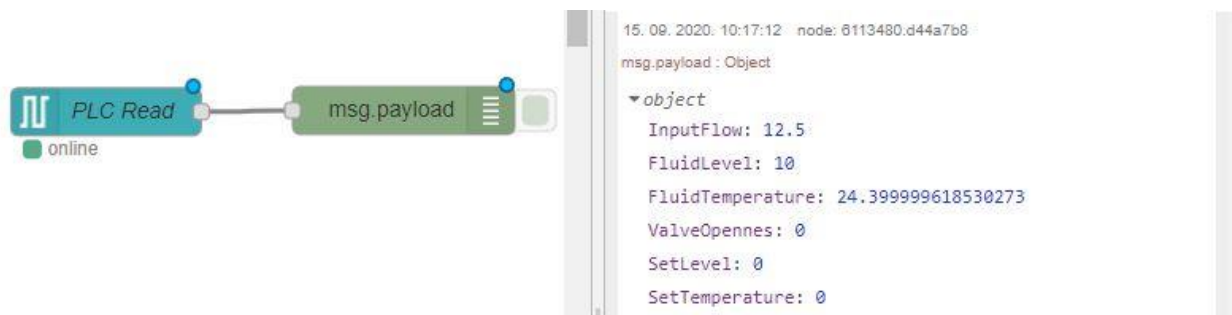 PLC Read
msg.payload
online
15. 09. 2020. 10:17:12 node: 6113480.d44a7b8
msg.payload : Object
object
InputFlow: 12.5
FluidLevel: 10
FluidTemperature: 24.399999618530273
ValveOpennes: 0
SetLevel: 0
SetTemperature: 0